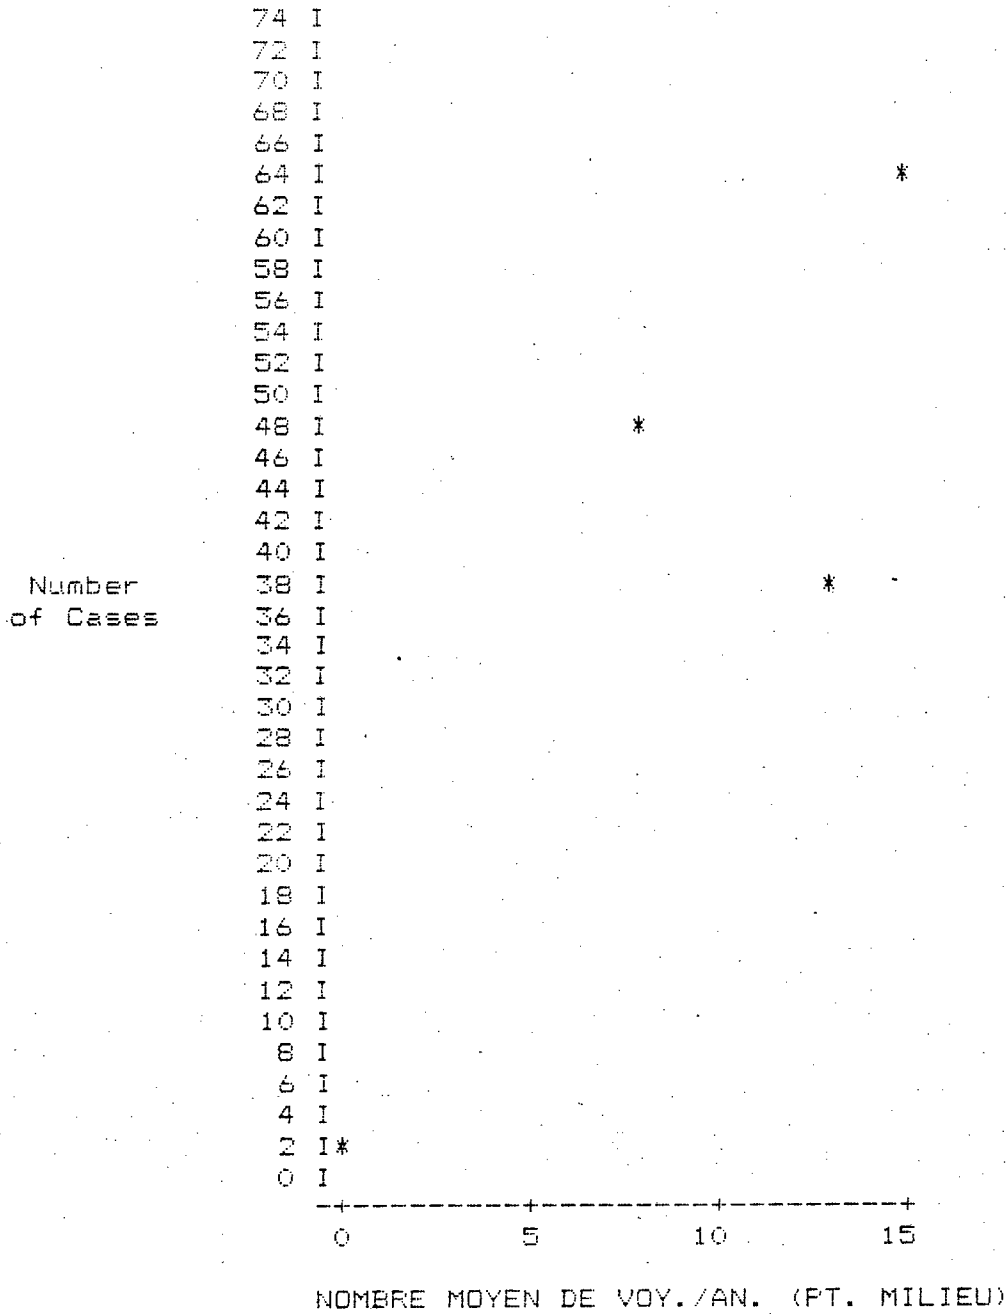 74 I
72 I
70 I
68 I
66 I
64 I *
62 I
60 I
58 I
56 I
54 I
52 I
50 I
48 I *
46 I
44 I
42 I
40 I
Number 38 I *
of Cases 36 I
34 I
32 I
30 I
28 I
26 I
24 I
22 I
20 I
18 I
16 I
14 I
12 I
10 I
8 I
6 I
4 I
2 I*
0 I
-+---------+---------+---------+
0 5 10 15
NOMBRE MOYEN DE VOY./AN. (PT. MILIEU)